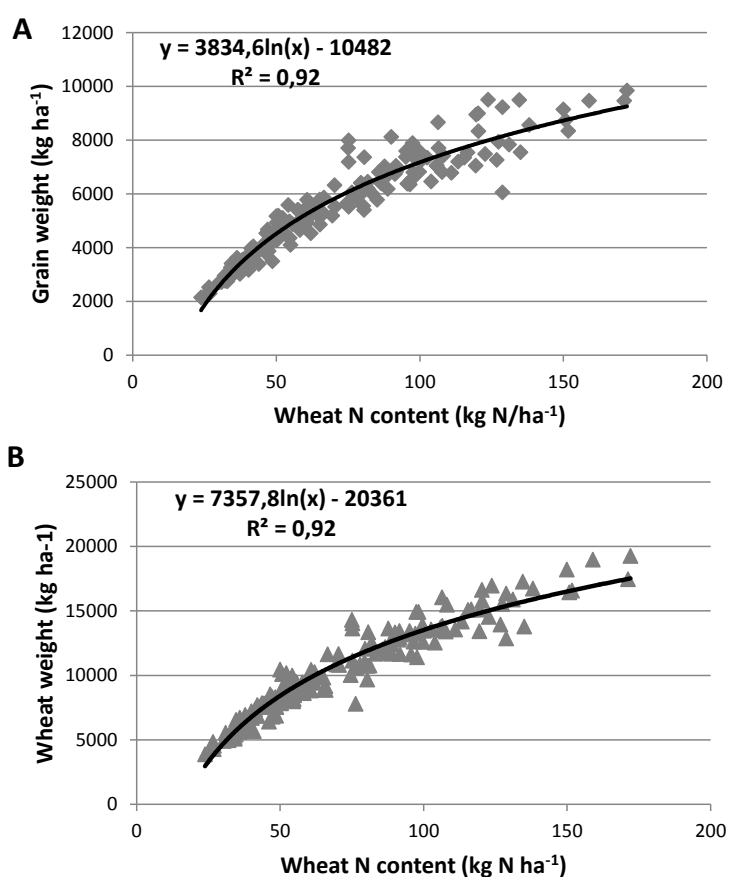 A
y = 3834,6ln(x) - 10482
R² = 0,92
Grain weight (kg ha⁻¹)
12000
10000
8000
6000
4000
2000
0
0 50 100 150 200
Wheat N content (kg N/ha⁻¹)
B
y = 7357,8ln(x) - 20361
R² = 0,92
Wheat weight (kg ha-1)
25000
20000
15000
10000
5000
0
0 50 100 150 200
Wheat N content (kg N ha⁻¹)